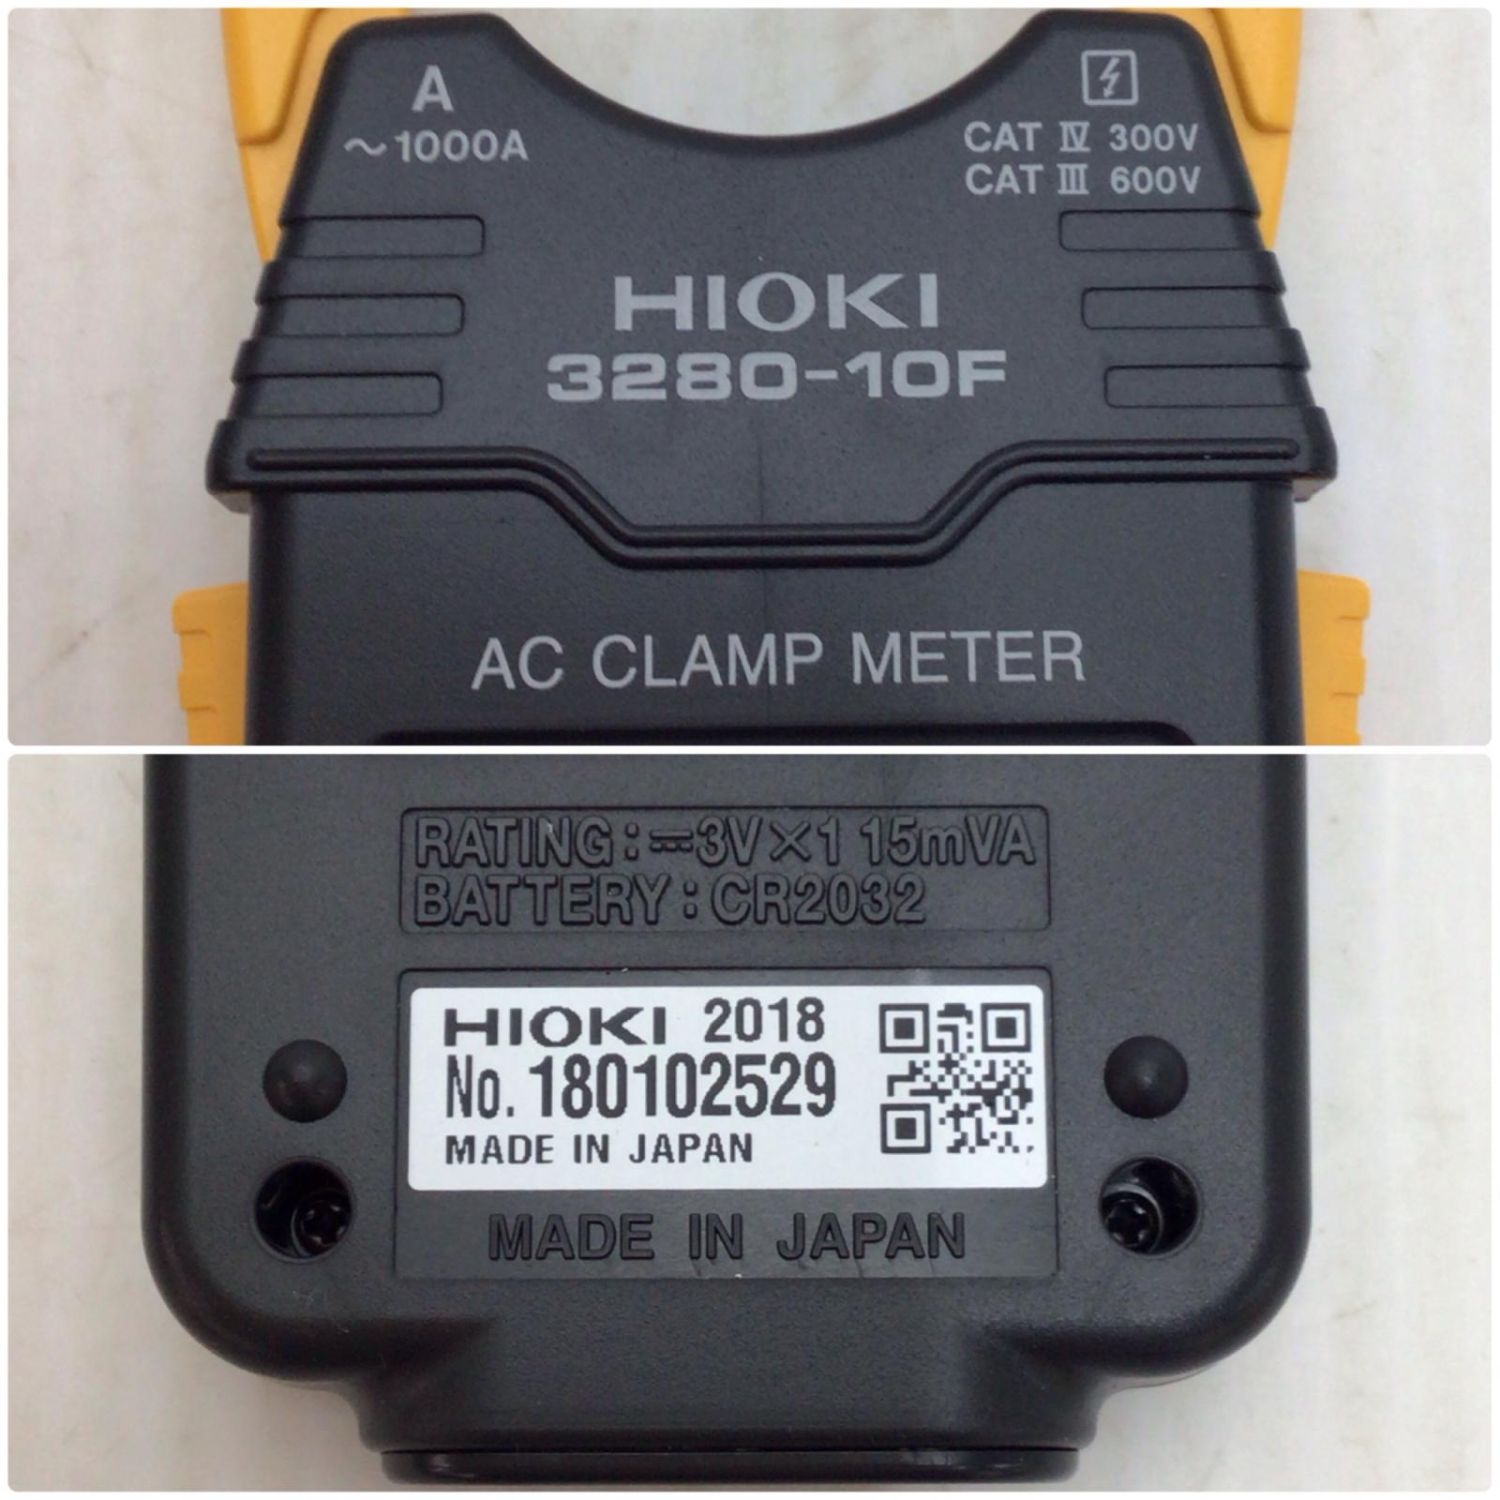 A
~1000A
CAT Ⅳ 300V
CAT Ⅲ 600V
HIOKI
3280-10F
AC CLAMP METER
RATING : ⎓3V×1 15mVA
BATTERY : CR2032
HIOKI 2018
No. 180102529
MADE IN JAPAN
MADE IN JAPAN